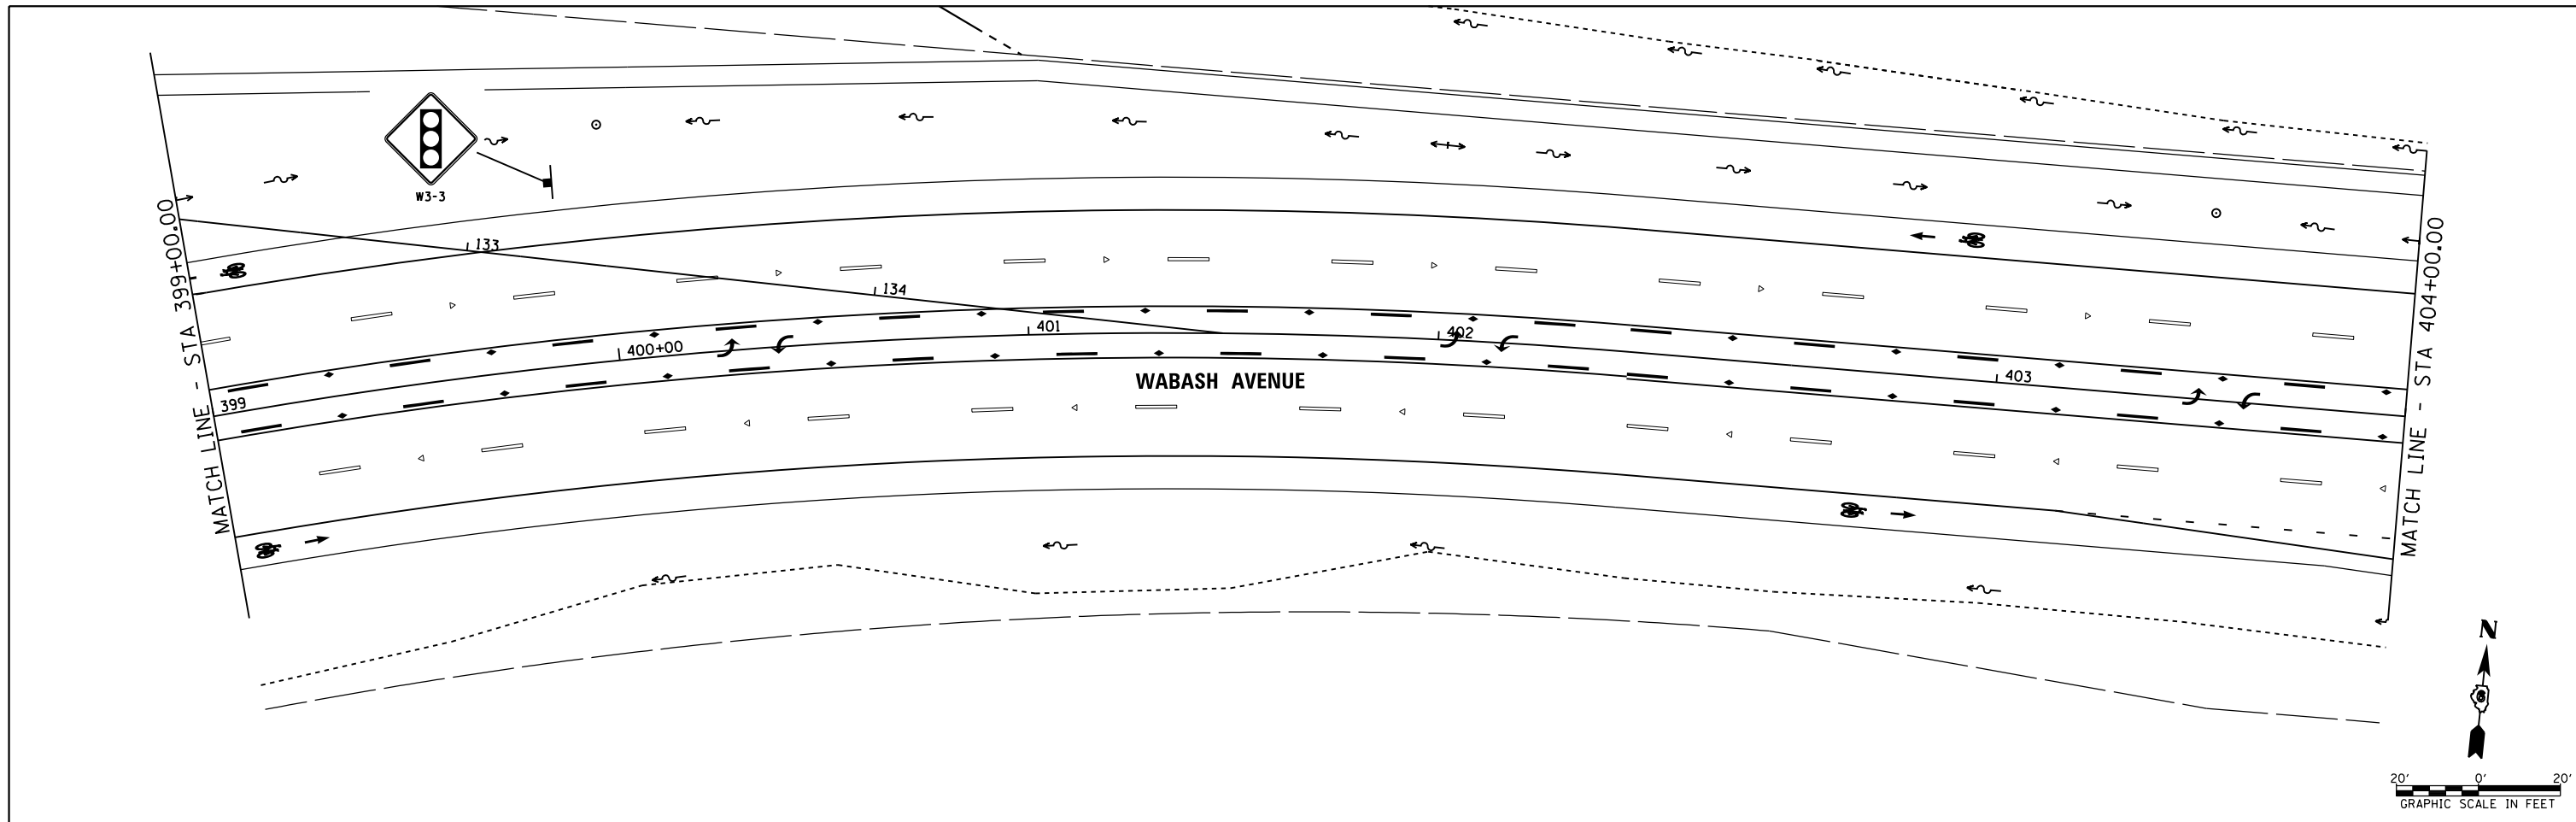 W3-3
133
134
399
400+00
401
402
403
MATCH LINE - STA 399+00.00
WABASH AVENUE
MATCH LINE - STA 404+00.00
N
20' 0' 20'
GRAPHIC SCALE IN FEET